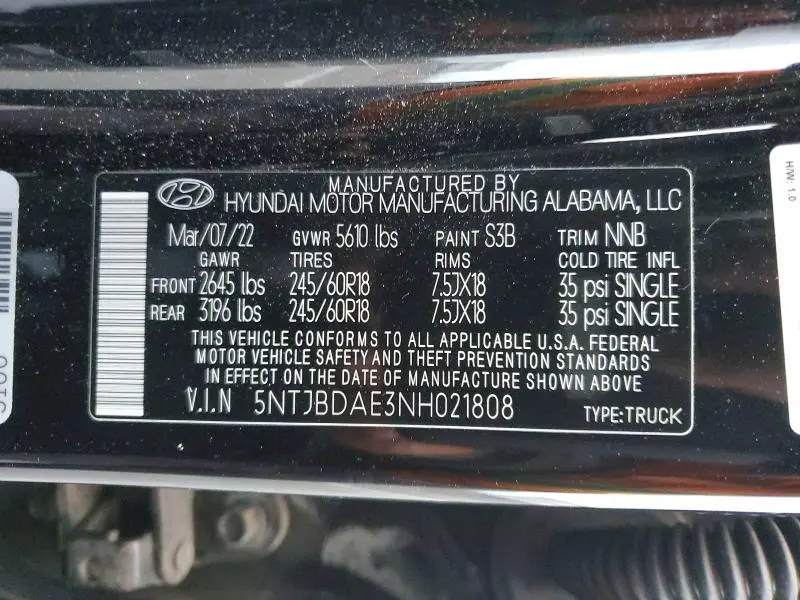 MANUFACTURED BY
HYUNDAI MOTOR MANUFACTURING ALABAMA, LLC
Mar/07/22 GVWR 5610 lbs PAINT S3B TRIM NNB
GAWR TIRES RIMS COLD TIRE INFL
FRONT 2645 lbs 245/60R18 7.5JX18 35 psi SINGLE
REAR 3196 lbs 245/60R18 7.5JX18 35 psi SINGLE
THIS VEHICLE CONFORMS TO ALL APPLICABLE U.S.A. FEDERAL
MOTOR VEHICLE SAFETY AND THEFT PREVENTION STANDARDS
IN EFFECT ON THE DATE OF MANUFACTURE SHOWN ABOVE
V.I.N 5NTJBDAE3NH021808 TYPE:TRUCK
H/W: 1.0